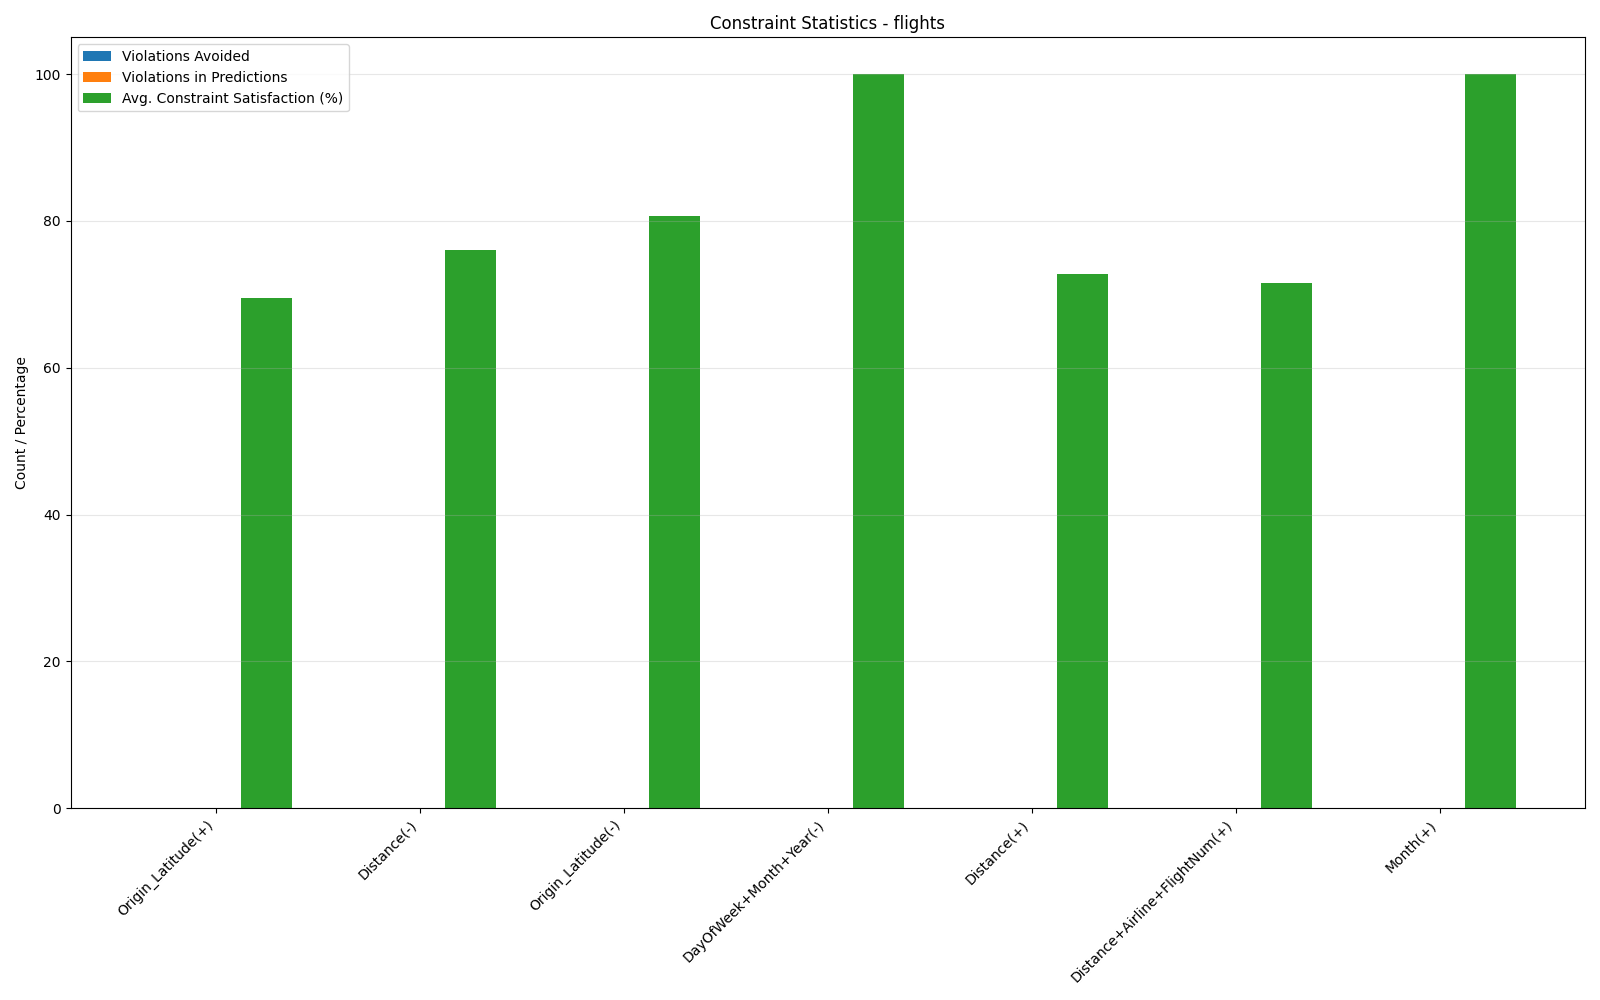 Constraint Statistics - flights
Violations Avoided
Violations in Predictions
Avg. Constraint Satisfaction (%)
Count / Percentage
100
80
60
40
20
0
Origin_Latitude(+)
Distance(-)
Origin_Latitude(-)
DayOfWeek+Month+Year(-)
Distance(+)
Distance+Airline+FlightNum(+)
Month(+)